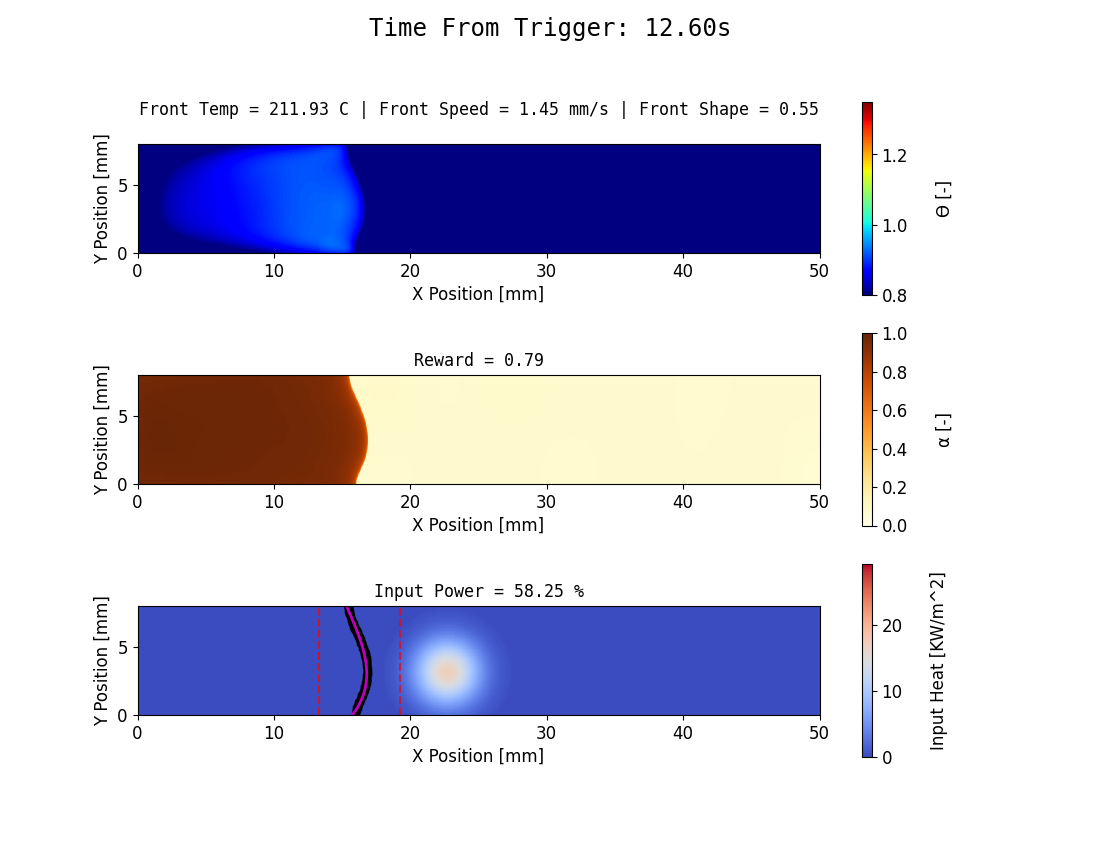 Time From Trigger: 12.60s
Front Temp = 211.93 C | Front Speed = 1.45 mm/s | Front Shape = 0.55
Y Position [mm]
5
0
0 10 20 30 40 50
X Position [mm]
1.2
1.0
0.8
Θ [-]
Reward = 0.79
Y Position [mm]
5
0
0 10 20 30 40 50
X Position [mm]
1.0
0.8
0.6
0.4
0.2
0.0
α [-]
Input Power = 58.25 %
Y Position [mm]
5
0
0 10 20 30 40 50
X Position [mm]
20
10
0
Input Heat [KW/m^2]